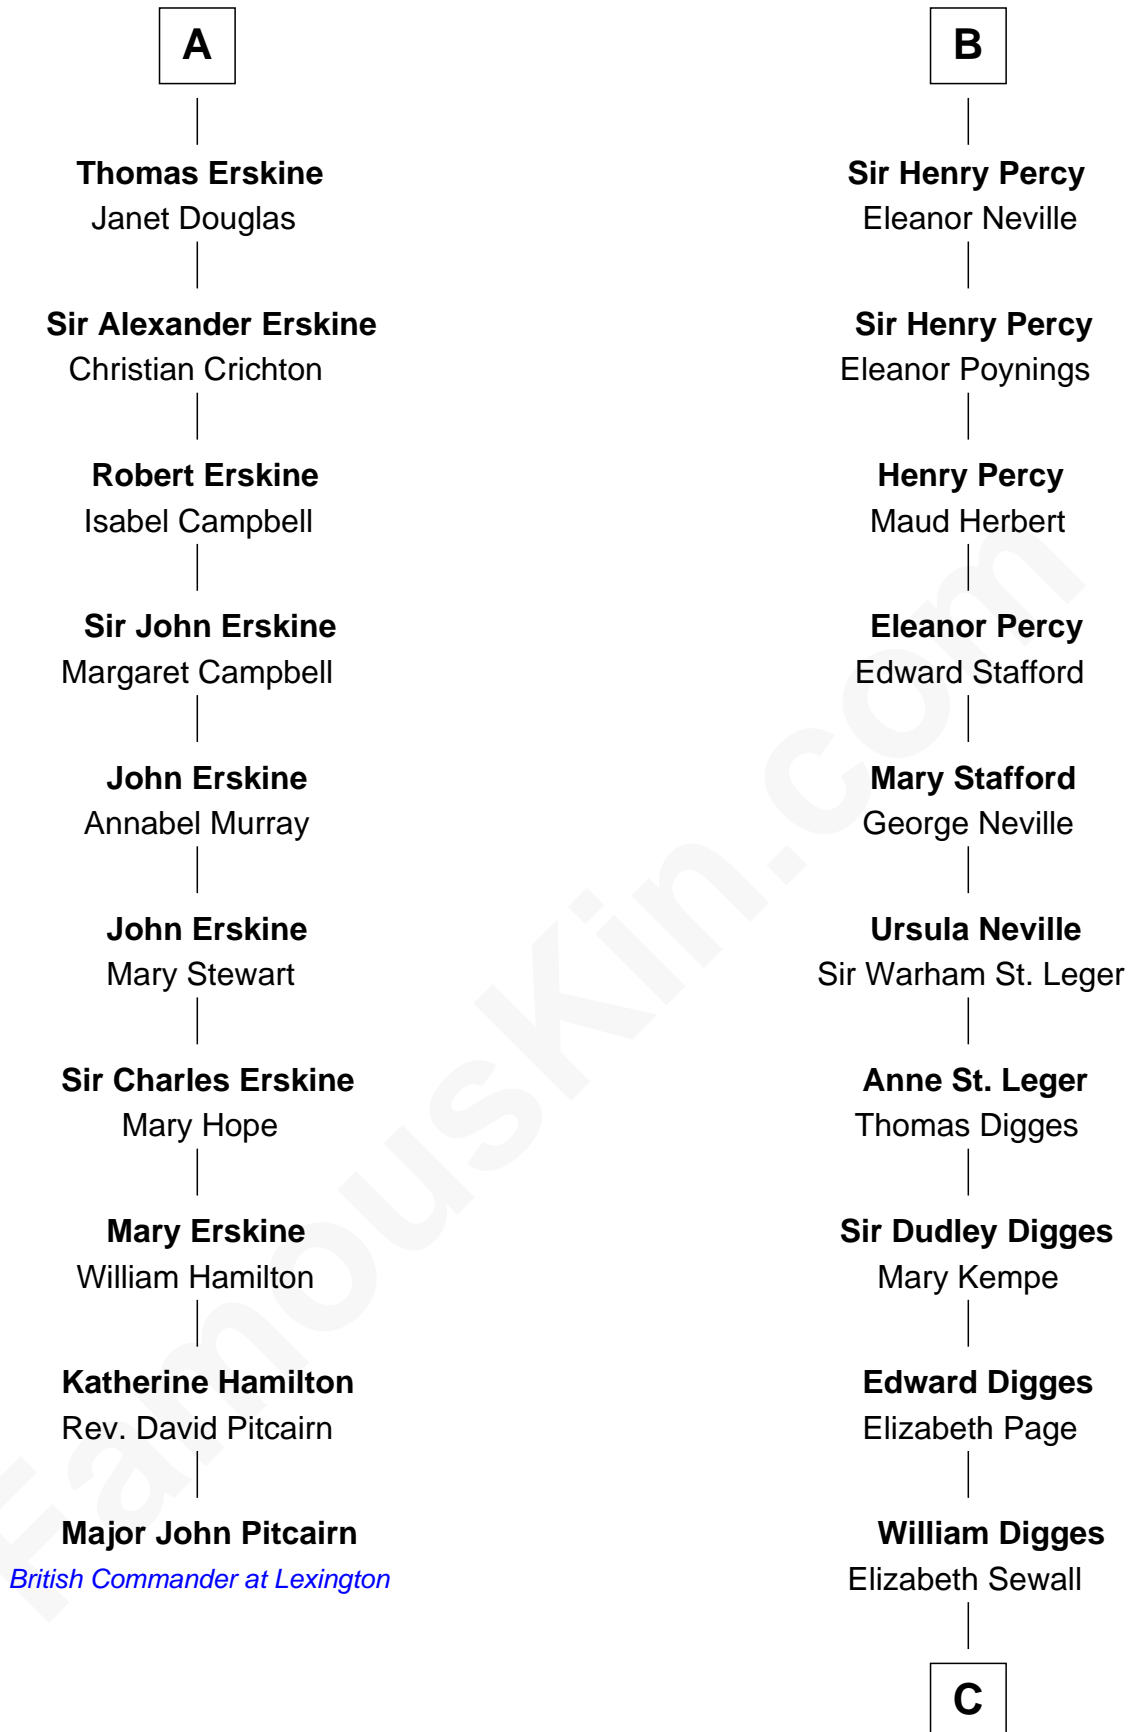 A
Thomas Erskine
Janet Douglas
Sir Alexander Erskine
Christian Crichton
Robert Erskine
Isabel Campbell
Sir John Erskine
Margaret Campbell
John Erskine
Annabel Murray
John Erskine
Mary Stewart
Sir Charles Erskine
Mary Hope
Mary Erskine
William Hamilton
Katherine Hamilton
Rev. David Pitcairn
Major John Pitcairn
British Commander at Lexington
B
Sir Henry Percy
Eleanor Neville
Sir Henry Percy
Eleanor Poynings
Henry Percy
Maud Herbert
Eleanor Percy
Edward Stafford
Mary Stafford
George Neville
Ursula Neville
Sir Warham St. Leger
Anne St. Leger
Thomas Digges
Sir Dudley Digges
Mary Kempe
Edward Digges
Elizabeth Page
William Digges
Elizabeth Sewall
C
FamousKin.com